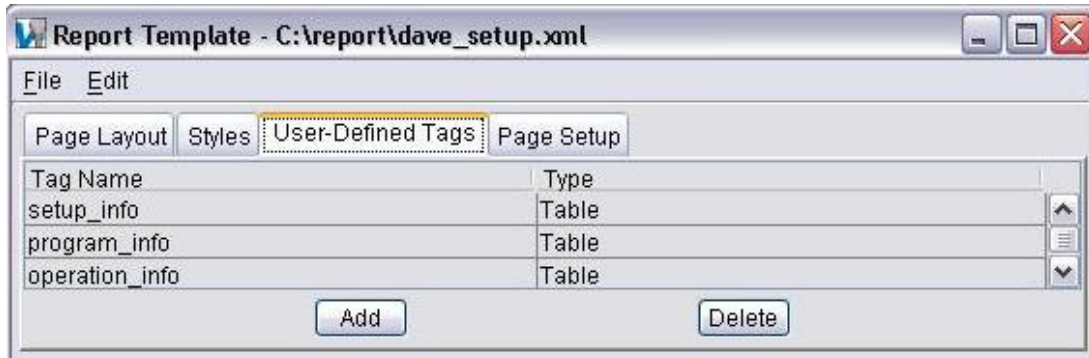 Report Template - C:\report\dave_setup.xml
File Edit
Page Layout Styles User-Defined Tags Page Setup
Tag Name Type
setup_info Table
program_info Table
operation_info Table
Add Delete